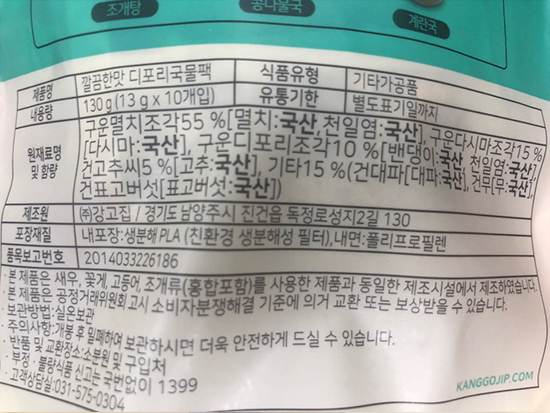 조개탕 콩나물국 계란국
제품명 깔끔한맛 디포리국물팩 식품유형 기타가공품
내용량 130 g (13 g × 10개입) 유통기한 별도표기일까지
원재료명 및 함량
구운멸치조각55 %[멸치:국산, 천일염:국산], 구운다시마조각15 %
[다시마:국산], 구운디포리조각10 %[밴댕이:국산, 천일염:국산],
건고추씨5 %[고추:국산], 기타15 %(건대파[대파:국산], 건무[무:국산],
건표고버섯[표고버섯:국산])
제조원 ㈜강고집 / 경기도 남양주시 진건읍 독정로성지2길 130
포장재질 내포장:생분해 PLA (친환경 생분해성 필터),내면:폴리프로필렌
품목보고번호 2014033226186
· 본 제품은 새우, 꽃게, 고등어, 조개류(홍합포함)를 사용한 제품과 동일한 제조시설에서 제조하였습니다.
· 본 제품은 공정거래위원회 고시 소비자분쟁해결 기준에 의거 교환 또는 보상받을 수 있습니다.
· 보관방법:실온보관
· 주의사항:개봉 후 밀폐하여 보관하시면 더욱 안전하게 드실 수 있습니다.
· 반품 및 교환장소:소분원 및 구입처
· 부정 · 불량식품 신고는 국번없이 1399
· 고객상담실:031-575-0304
KANGGOJIP.COM